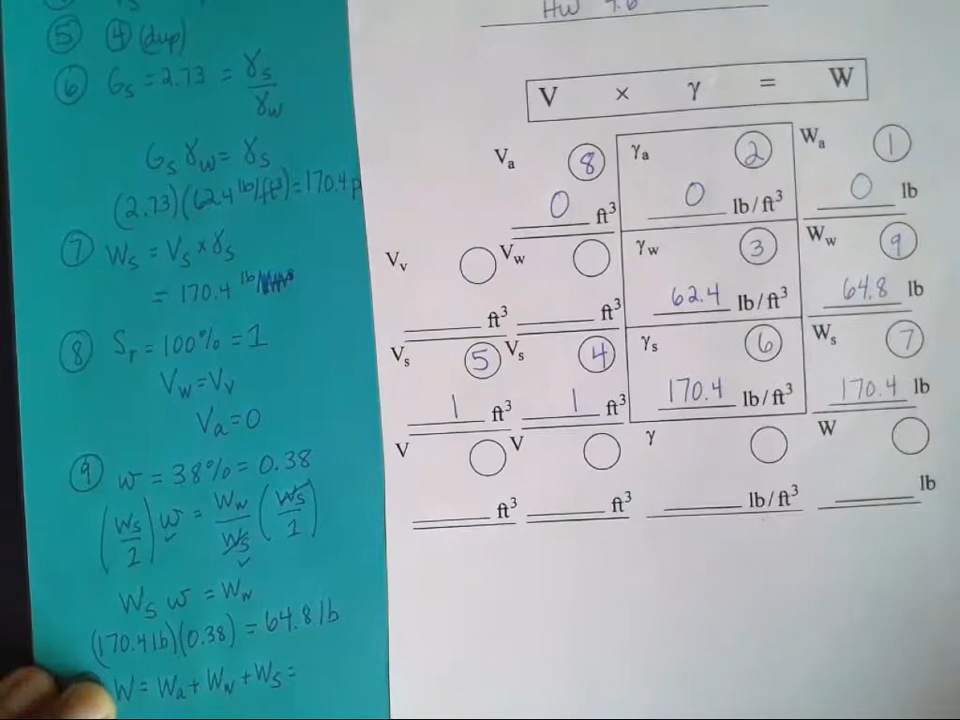 ⑤ ④ (dup)
⑥ Gs = 2.73 = γs/γw
Gs γw = γs
(2.73)(62.4 lb/ft³) = 170.4 p
⑦ Ws = Vs × γs
= 170.4 lb
⑧ Sr = 100% = 1
Vw = Vv
Va = 0
⑨ w = 38% = 0.38
(Ws/1) w = Ww/Ws (Ws/1)
Ws w = Ww
(170.4 lb)(0.38) = 64.8 lb
W = Wa + Ww + Ws =
HW 9.6
V × γ = W
Va ⑧ γa ② Wa ①
0 ft³ 0 lb/ft³ 0 lb
Vv Vw γw ③ Ww ⑨
ft³ ft³ 62.4 lb/ft³ 64.8 lb
Vs ⑤ Vs ④ γs ⑥ Ws ⑦
1 ft³ 1 ft³ 170.4 lb/ft³ 170.4 lb
V V γ W
ft³ ft³ lb/ft³ lb